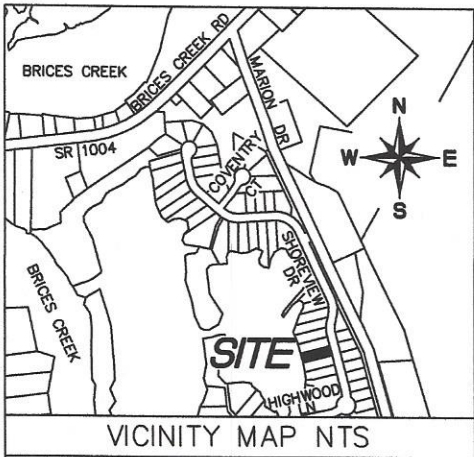 BRICES CREEK
BRICES CREEK RD
MARION DR
SR 1004
COVENTRY CT
N
W E
S
BRICES CREEK
SHOREVIEW DR
SITE
HIGHWOOD LN
VICINITY MAP NTS